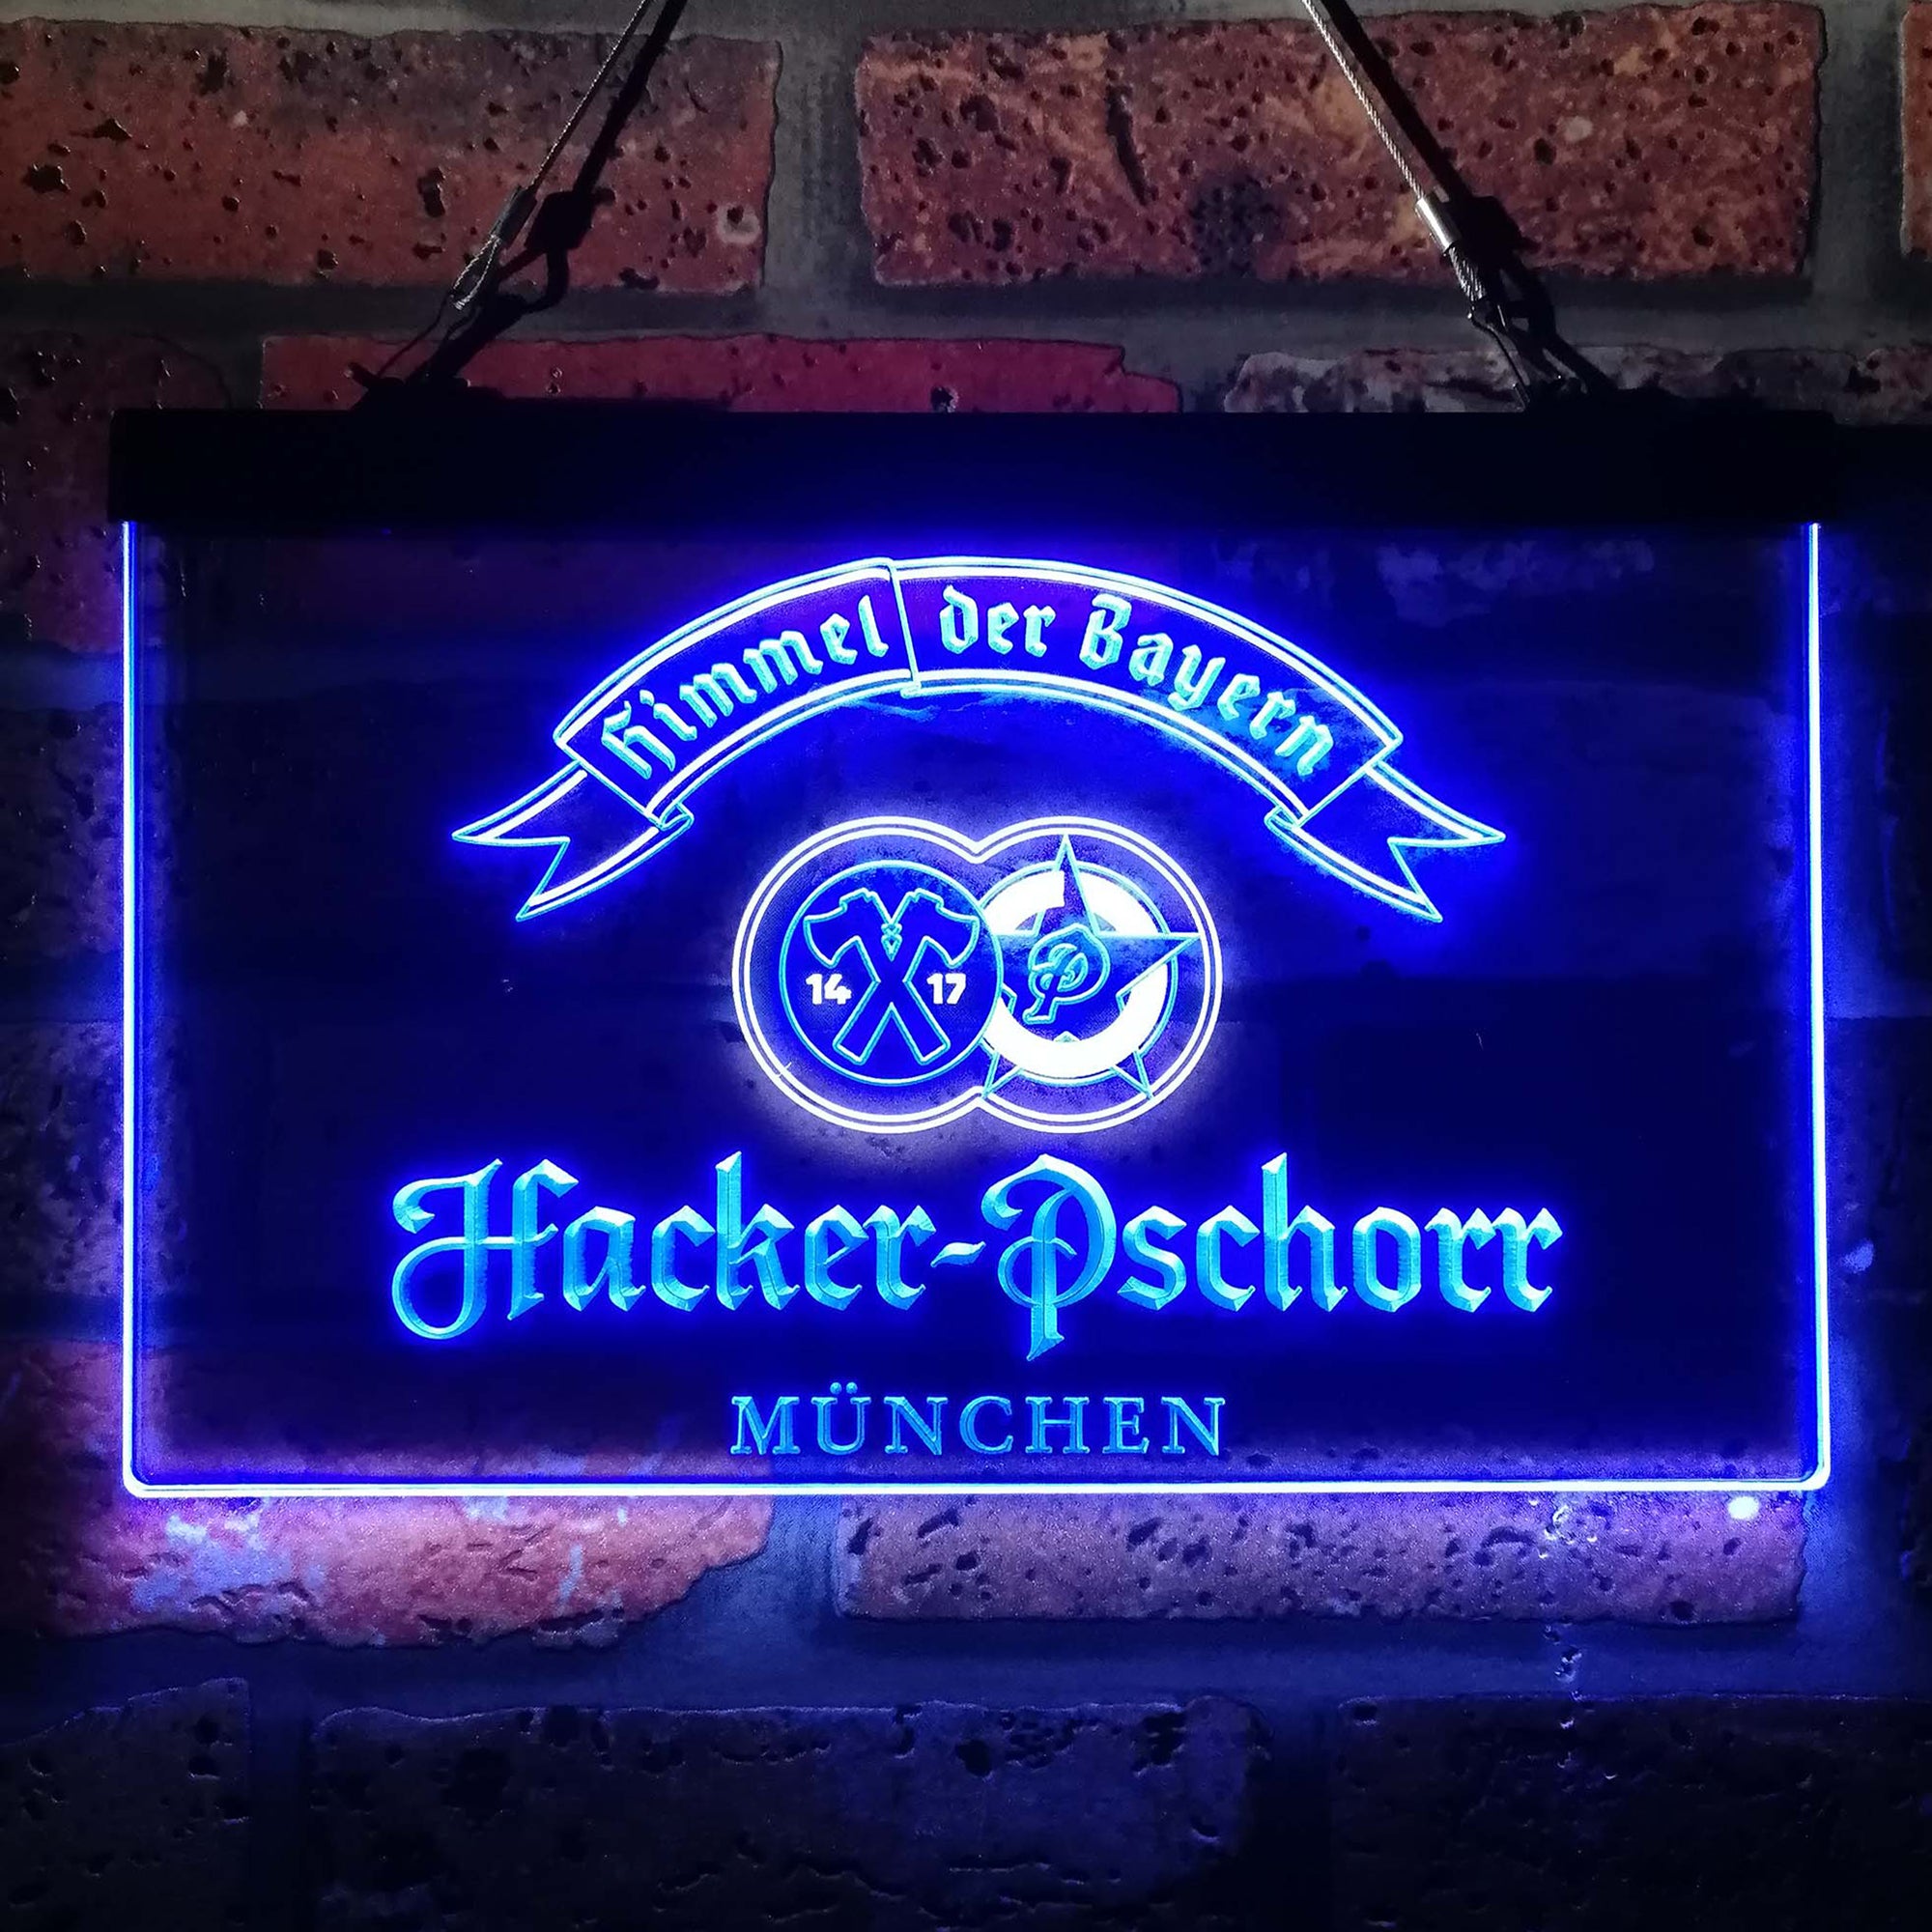 Himmel der Bayern
14 17
P
Hacker-Pschorr
MÜNCHEN